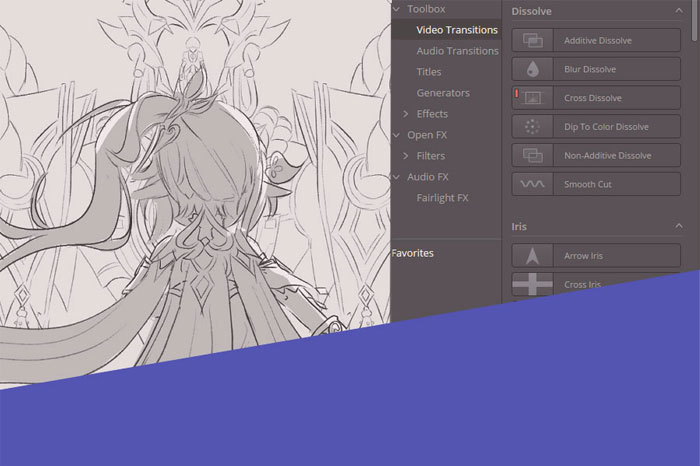 Toolbox
Video Transitions
Audio Transitions
Titles
Generators
Effects
Open FX
Filters
Audio FX
Fairlight FX
Favorites
Dissolve
Additive Dissolve
Blur Dissolve
Cross Dissolve
Dip To Color Dissolve
Non-Additive Dissolve
Smooth Cut
Iris
Arrow Iris
Cross Iris